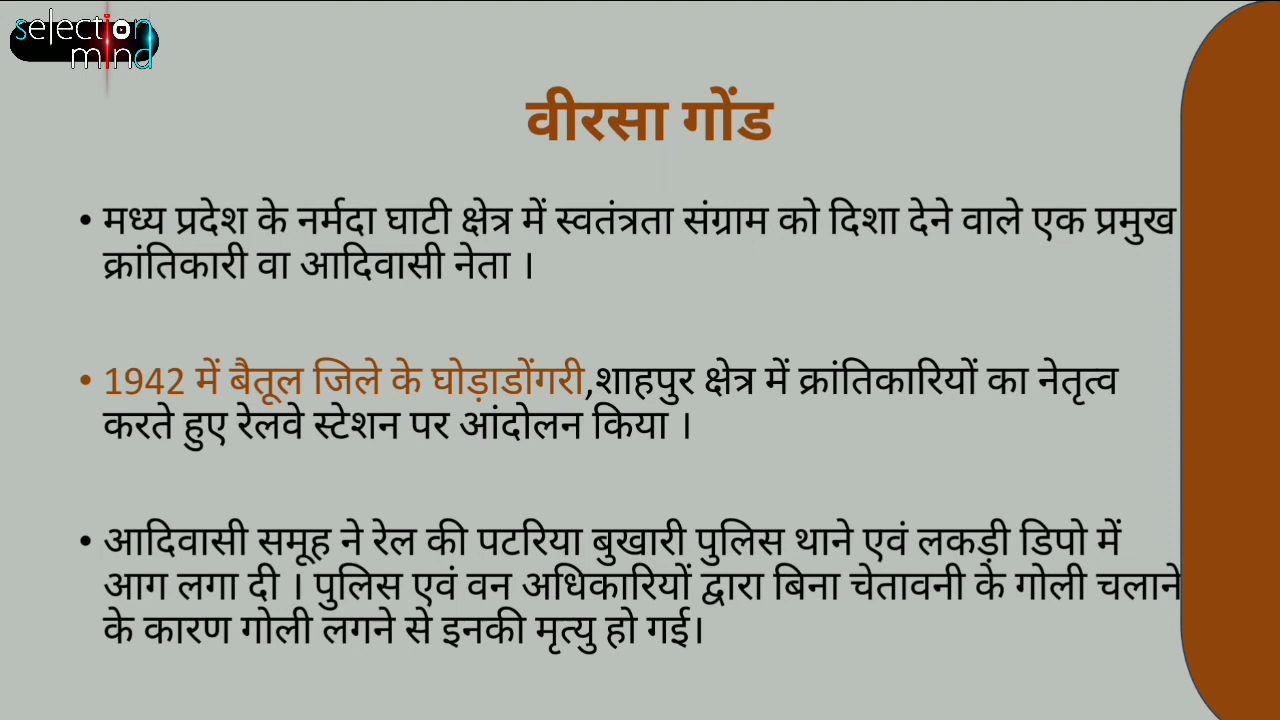 selection
mind
वीरसा गोंड
• मध्य प्रदेश के नर्मदा घाटी क्षेत्र में स्वतंत्रता संग्राम को दिशा देने वाले एक प्रमुख
क्रांतिकारी वा आदिवासी नेता ।
• 1942 में बैतूल जिले के घोड़ाडोंगरी,शाहपुर क्षेत्र में क्रांतिकारियों का नेतृत्व
करते हुए रेलवे स्टेशन पर आंदोलन किया ।
• आदिवासी समूह ने रेल की पटरिया बुखारी पुलिस थाने एवं लकड़ी डिपो में
आग लगा दी । पुलिस एवं वन अधिकारियों द्वारा बिना चेतावनी के गोली चलाने
के कारण गोली लगने से इनकी मृत्यु हो गई।